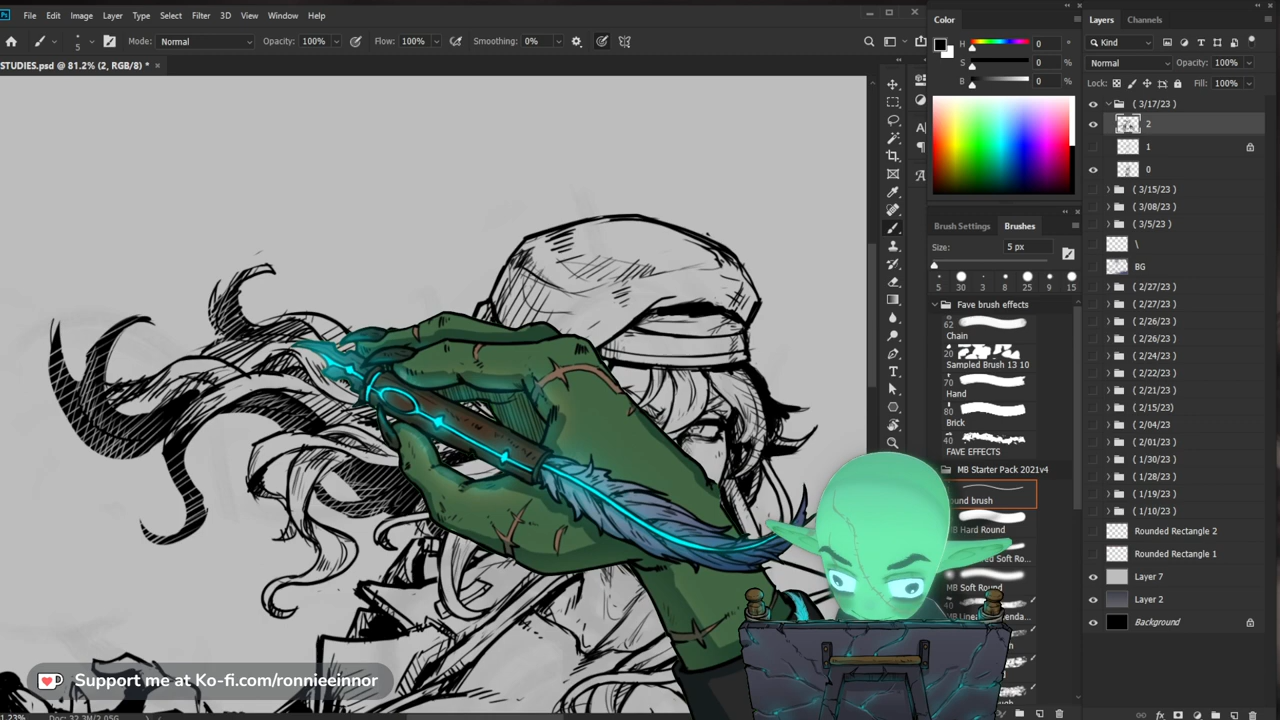 Ps File Edit Image Layer Type Select Filter 3D View Window Help
5 Mode: Normal Opacity: 100% Flow: 100% Smoothing: 0%
STUDIES.psd @ 81.2% (2, RGB/8) * ×
Color
H 0 °
S 0 %
B 0 %
Brush Settings Brushes
Size: 5 px
5 30 3 8 25 9 15
Fave brush effects
62
Chain
20
Sampled Brush 13 10
70
Hand
80
Brick
40
FAVE EFFECTS
MB Starter Pack 2021v4
ound brush
MB Hard Round
Soft Ro...
MB Soft Round
Layers Channels
Kind
Normal Opacity: 100%
Lock: Fill: 100%
( 3/17/23 )
2
1
0
( 3/15/23 )
( 3/08/23 )
( 3/5/23 )
\
BG
( 2/27/23 )
( 2/27/23 )
( 2/26/23 )
( 2/26/23 )
( 2/24/23 )
( 2/22/23 )
( 2/21/23 )
( 2/15/23)
( 2/04/23
( 2/01/23 )
( 1/30/23 )
( 1/28/23 )
( 1/19/23 )
( 1/10/23 )
Rounded Rectangle 2
Rounded Rectangle 1
Layer 7
Layer 2
Background
Support me at Ko-fi.com/ronnieeinnor